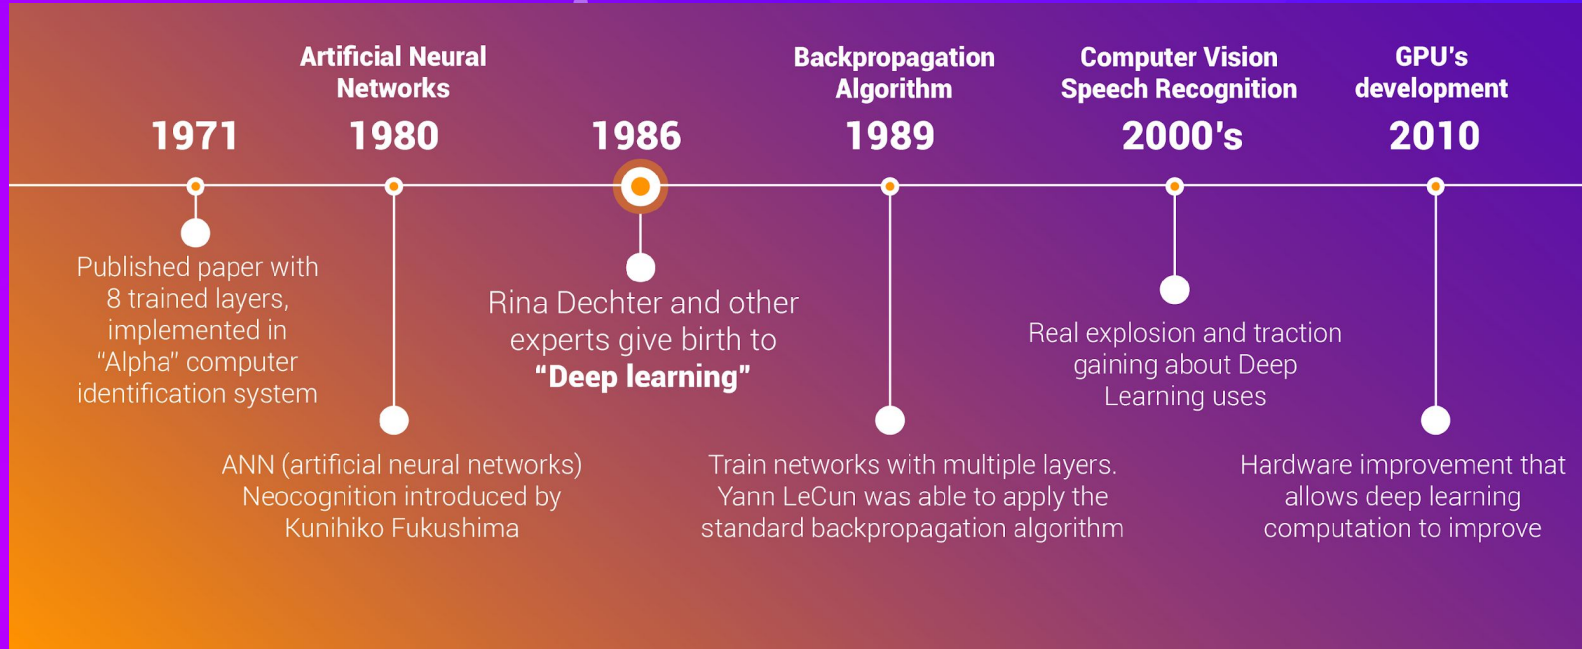 1971
Published paper with
8 trained layers,
implemented in
“Alpha” computer
identification system
Artificial Neural
Networks
1980
ANN (artificial neural networks)
Neocognition introduced by
Kunihiko Fukushima
1986
Rina Dechter and other
experts give birth to
“Deep learning”
Backpropagation
Algorithm
1989
Train networks with multiple layers.
Yann LeCun was able to apply the
standard backpropagation algorithm
Computer Vision
Speech Recognition
2000's
Real explosion and traction
gaining about Deep
Learning uses
GPU's
development
2010
Hardware improvement that
allows deep learning
computation to improve